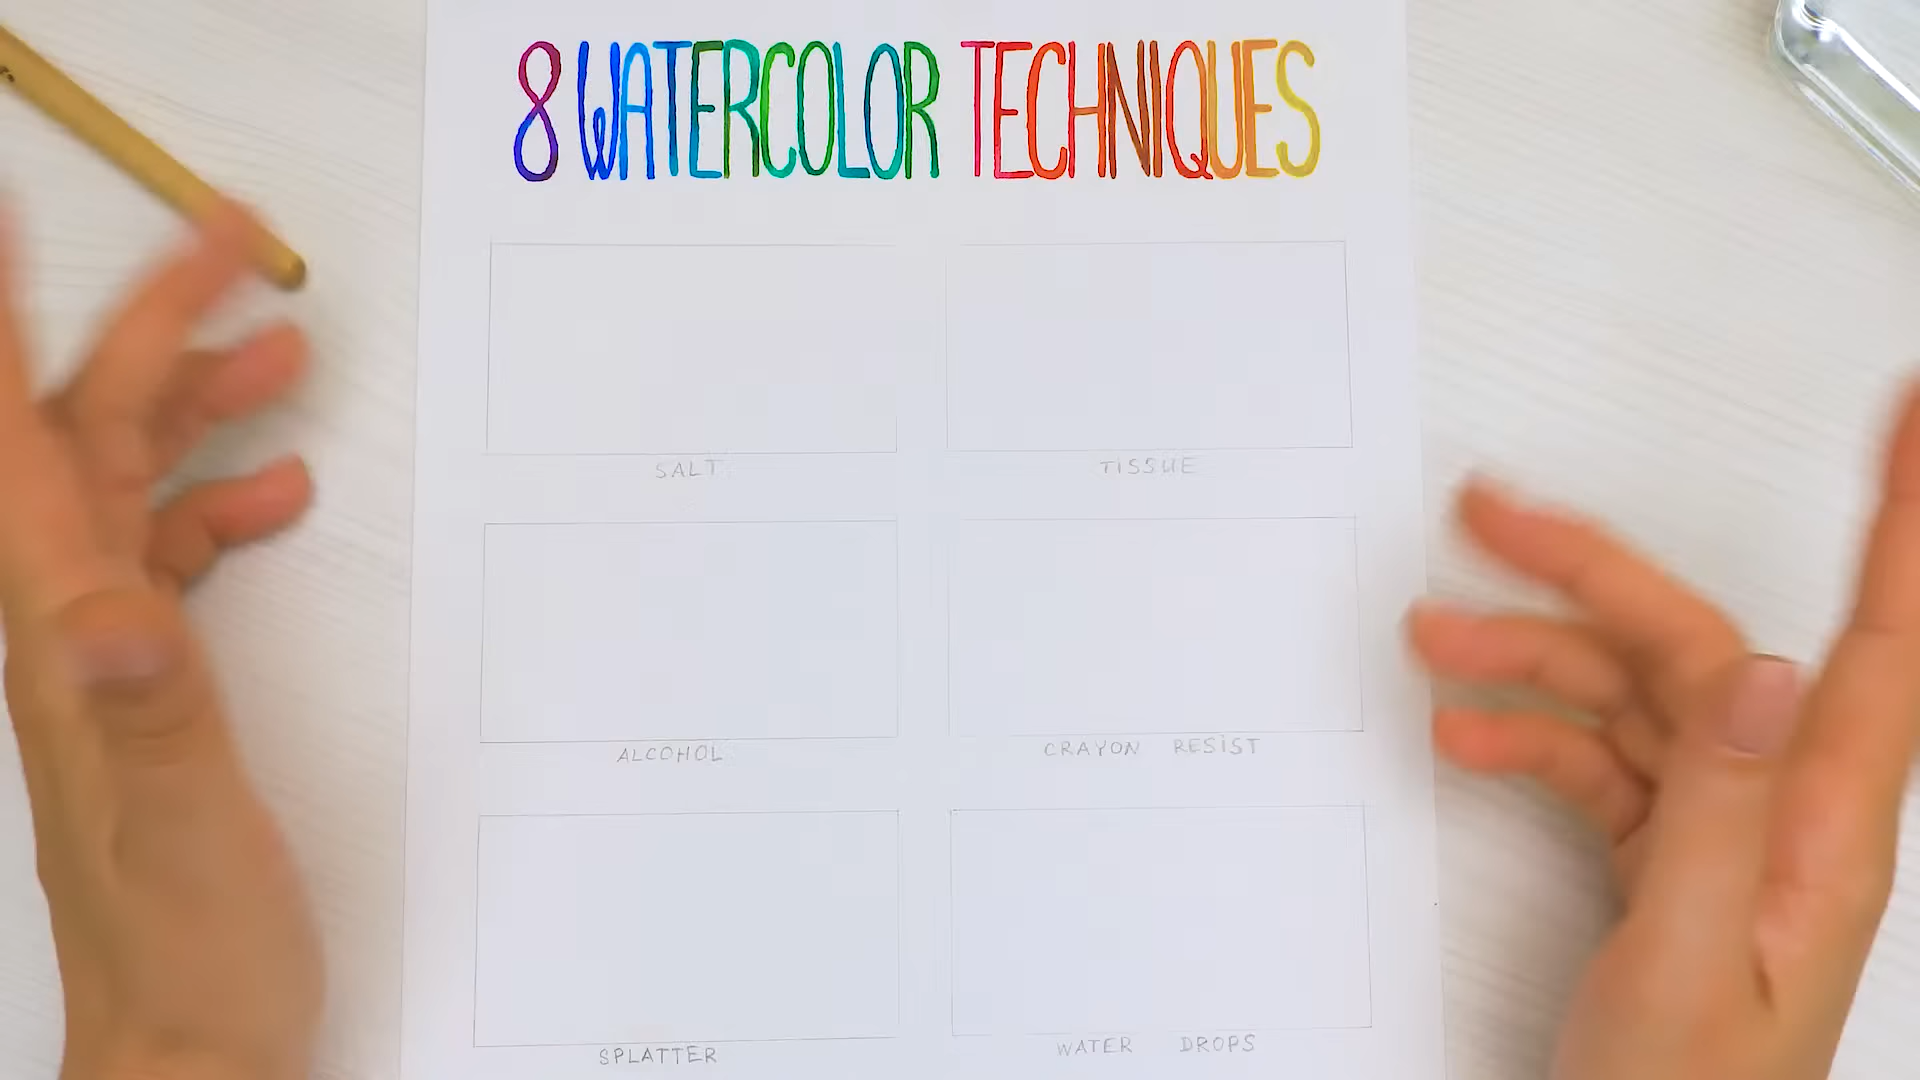 8 WATERCOLOR TECHNIQUES
SALT
TISSUE
ALCOHOL
CRAYON RESIST
SPLATTER
WATER DROPS